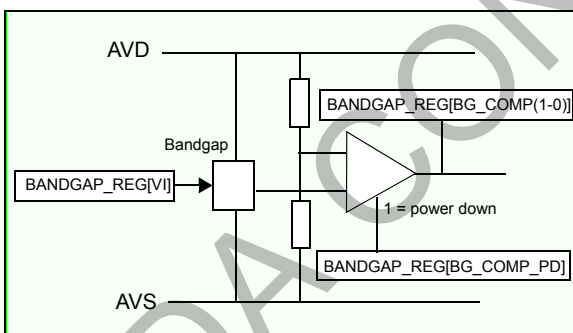 AVD
BANDGAP_REG[BG_COMP(1-0)]
Bandgap
BANDGAP_REG[VI]
1 = power down
BANDGAP_REG[BG_COMP_PD]
AVS